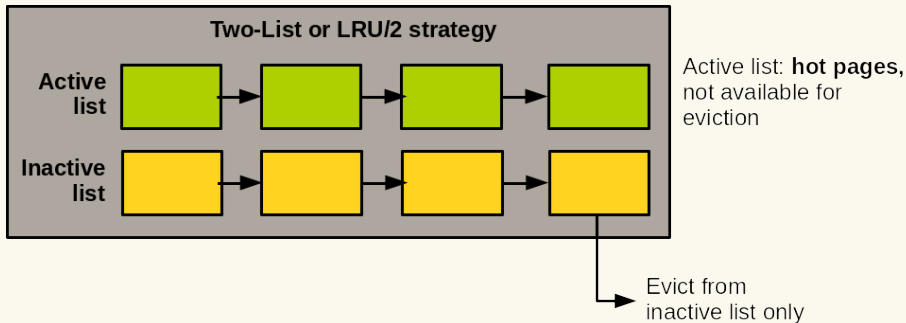 Two-List or LRU/2 strategy
Active
list
Active list: hot pages,
not available for
eviction
Inactive
list
Evict from
inactive list only